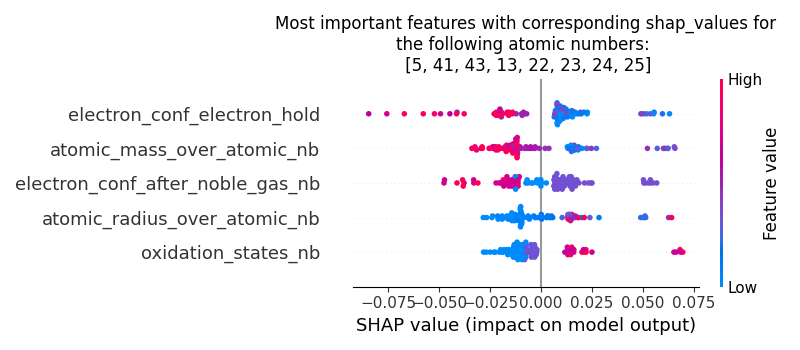 Most important features with corresponding shap_values for
the following atomic numbers:
[5, 41, 43, 13, 22, 23, 24, 25]
High
electron_conf_electron_hold
atomic_mass_over_atomic_nb
electron_conf_after_noble_gas_nb
atomic_radius_over_atomic_nb
oxidation_states_nb
Feature value
Low
−0.075 −0.050 −0.025 0.000 0.025 0.050 0.075
SHAP value (impact on model output)